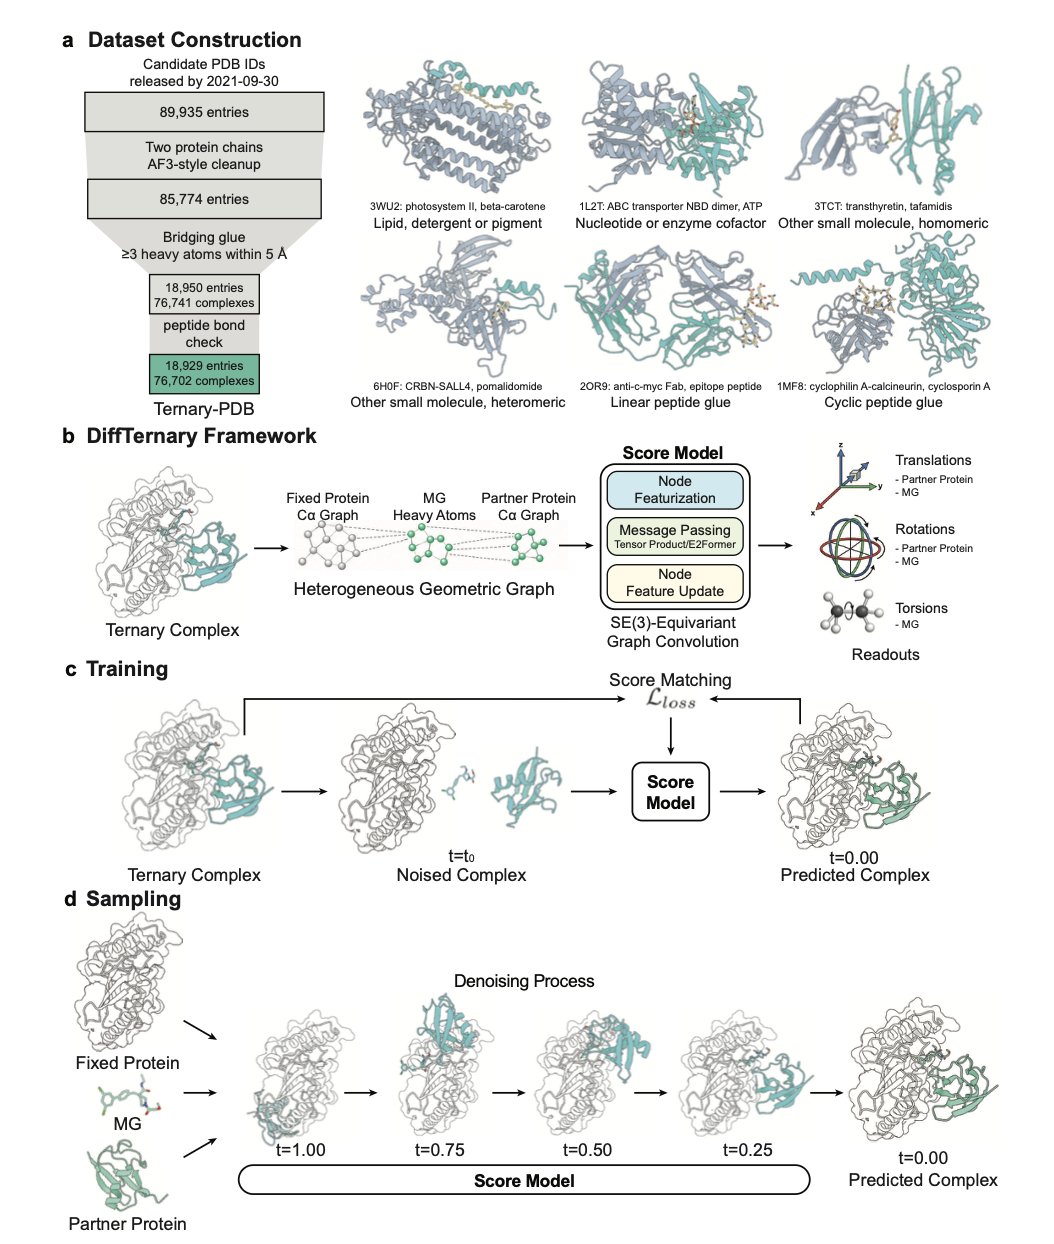 a Dataset Construction
Candidate PDB IDs
released by 2021-09-30
89,935 entries
Two protein chains
AF3-style cleanup
85,774 entries
Bridging glue
≥3 heavy atoms within 5 Å
18,950 entries
76,741 complexes
peptide bond
check
18,929 entries
76,702 complexes
Ternary-PDB
3WU2: photosystem II, beta-carotene
Lipid, detergent or pigment
1L2T: ABC transporter NBD dimer, ATP
Nucleotide or enzyme cofactor
3TCT: transthyretin, tafamidis
Other small molecule, homomeric
6H0F: CRBN-SALL4, pomalidomide
Other small molecule, heteromeric
2OR9: anti-c-myc Fab, epitope peptide
Linear peptide glue
1MF8: cyclophilin A-calcineurin, cyclosporin A
Cyclic peptide glue
b DiffTernary Framework
Ternary Complex
Fixed Protein
Cα Graph
MG
Heavy Atoms
Partner Protein
Cα Graph
Heterogeneous Geometric Graph
Score Model
Node
Featurization
Message Passing
Tensor Product/E2Former
Node
Feature Update
SE(3)-Equivariant
Graph Convolution
z
y
x
Translations
- Partner Protein
- MG
Rotations
- Partner Protein
- MG
Torsions
- MG
Readouts
c Training
Ternary Complex
t=t₀
Noised Complex
Score Matching
ℒloss
Score
Model
t=0.00
Predicted Complex
d Sampling
Fixed Protein
MG
Partner Protein
Denoising Process
t=1.00
t=0.75
t=0.50
t=0.25
Score Model
t=0.00
Predicted Complex